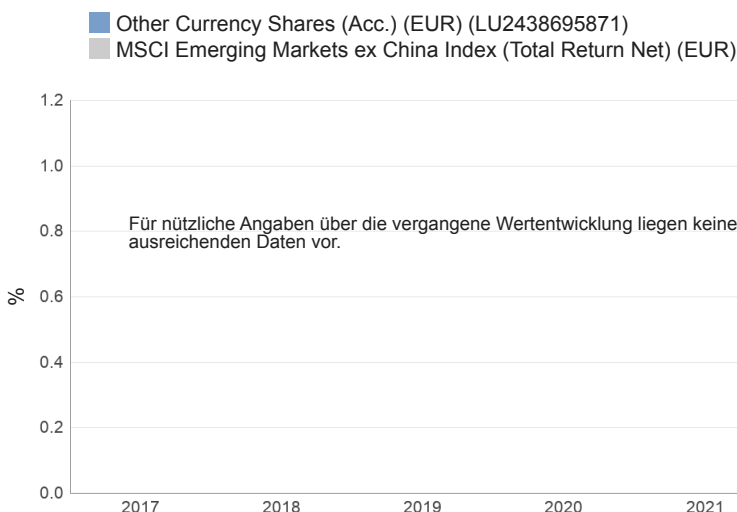 Other Currency Shares (Acc.) (EUR) (LU2438695871)
MSCI Emerging Markets ex China Index (Total Return Net) (EUR)
1.2
1.0
Für nützliche Angaben über die vergangene Wertentwicklung liegen keine
0.8
ausreichenden Daten vor.
%
0.6
0.4
0.2
0.0
2017 2018 2019 2020 2021